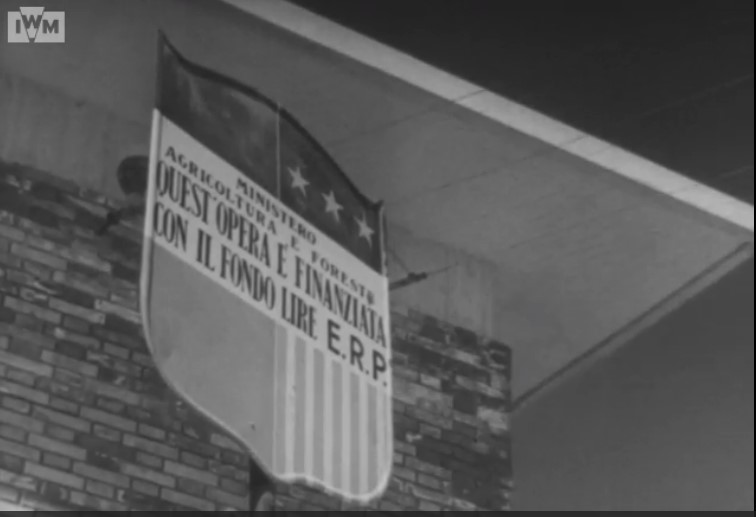 IWM
MINISTERO
AGRICOLTURA E FORESTE
QUEST'OPERA È FINANZIATA
CON IL FONDO LIRE E.R.P.